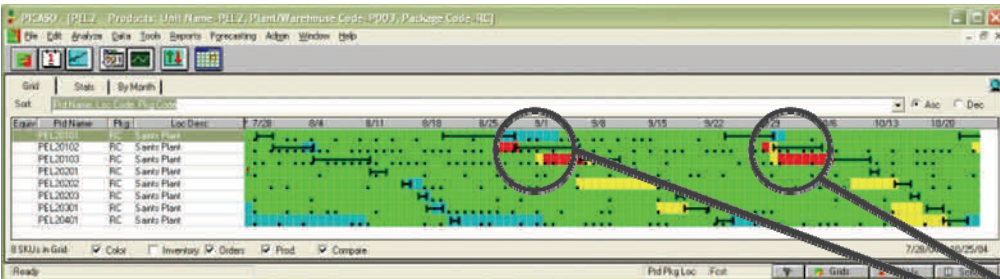 PICASO - [PEL2 Products: Unit Name-PEL2, Plant/Warehouse Code-P003, Package Code-RC]
File Edit Analyze Data Tools Reports Forecasting Admin Window Help
Grid Stats By Month
Sort Prd Name, Loc Code, Pkg Code Asc Dec
Equiv Prd Name Pkg Loc Desc 7/28 8/4 8/11 8/18 8/25 9/1 9/8 9/15 9/22 10/13 10/20
PEL20101 RC Saints Plant
PEL20102 RC Saints Plant
PEL20103 RC Saints Plant
PEL20201 RC Saints Plant
PEL20202 RC Saints Plant
PEL20203 RC Saints Plant
PEL20301 RC Saints Plant
PEL20401 RC Saints Plant
8 SKUs in Grid Color Inventory Orders Prod Compare
Ready Prd Pkg Loc Fcst Grids